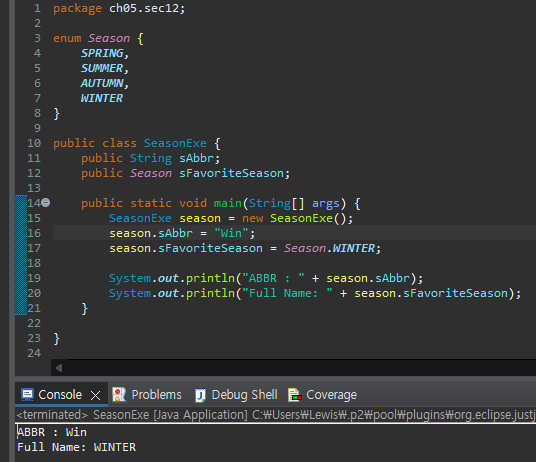 1 package ch05.sec12;
2
3 enum Season {
4     SPRING,
5     SUMMER,
6     AUTUMN,
7     WINTER
8 }
9
10 public class SeasonExe {
11     public String sAbbr;
12     public Season sFavoriteSeason;
13
14     public static void main(String[] args) {
15         SeasonExe season = new SeasonExe();
16         season.sAbbr = "Win";
17         season.sFavoriteSeason = Season.WINTER;
18
19         System.out.println("ABBR : " + season.sAbbr);
20         System.out.println("Full Name: " + season.sFavoriteSeason);
21     }
22
23 }
24
Console Problems Debug Shell Coverage
<terminated> SeasonExe [Java Application] C:₩Users₩Lewis₩.p2₩pool₩plugins₩org.eclipse.justj
ABBR : Win
Full Name: WINTER